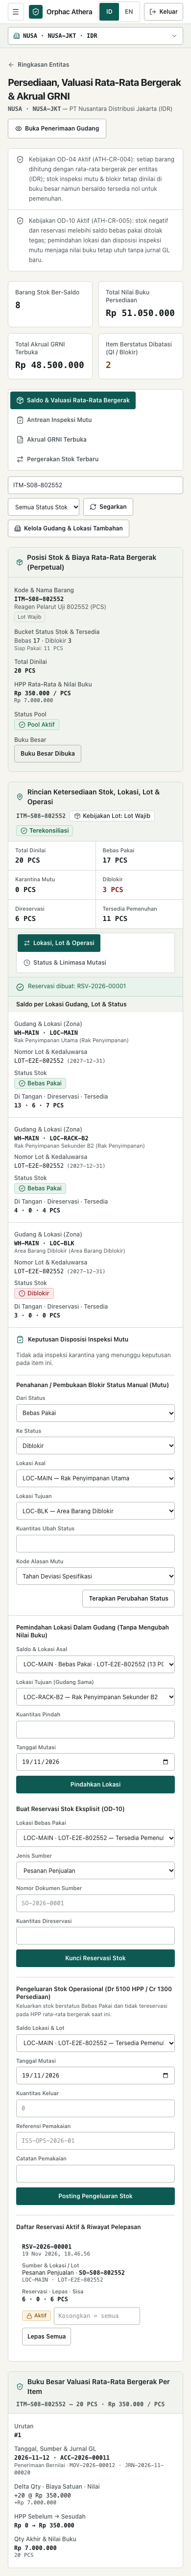 Orphac Athera
ID EN
Keluar
NUSA · NUSA-JKT · IDR
Ringkasan Entitas
Persediaan, Valuasi Rata-Rata Bergerak
& Akrual GRNI
NUSA · NUSA-JKT — PT Nusantara Distribusi Jakarta (IDR)
Buka Penerimaan Gudang
Kebijakan OD-04 Aktif (ATH-CR-004): setiap barang
dihitung dengan rata-rata bergerak per entitas
(IDR); stok inspeksi mutu & blokir tetap dinilai di
buku besar namun bersaldo tersedia nol untuk
pemenuhan.
Kebijakan OD-10 Aktif (ATH-CR-005): stok negatif
dan reservasi melebihi saldo bebas pakai ditolak
tegas; pemindahan lokasi dan disposisi inspeksi
mutu menjaga nilai buku tetap utuh tanpa jurnal GL
baru.
Barang Stok Ber-Saldo
8
Total Nilai Buku
Persediaan
Rp 51.050.000
Total Akrual GRNI
Terbuka
Rp 48.500.000
Item Berstatus Dibatasi
(QI / Blokir)
2
Saldo & Valuasi Rata-Rata Bergerak
Antrean Inspeksi Mutu
Akrual GRNI Terbuka
Pergerakan Stok Terbaru
ITM-S08-802552
Semua Status Stok
Segarkan
Kelola Gudang & Lokasi Tambahan
Posisi Stok & Biaya Rata-Rata Bergerak
(Perpetual)
Kode & Nama Barang
ITM-S08-802552
Reagen Pelarut Uji 802552 (PCS)
Lot Wajib
Bucket Status Stok & Tersedia
Bebas 17 · Diblokir 3
Siap Pakai: 11 PCS
Total Dinilai
20 PCS
HPP Rata-Rata & Nilai Buku
Rp 350.000 / PCS
Rp 7.000.000
Status Pool
Pool Aktif
Buku Besar
Buku Besar Dibuka
Rincian Ketersediaan Stok, Lokasi, Lot &
Operasi
ITM-S08-802552
Kebijakan Lot: Lot Wajib
Terekonsiliasi
Total Dinilai
20 PCS
Bebas Pakai
17 PCS
Karantina Mutu
0 PCS
Diblokir
3 PCS
Direservasi
6 PCS
Tersedia Pemenuhan
11 PCS
Lokasi, Lot & Operasi
Status & Linimasa Mutasi
Reservasi dibuat: RSV-2026-00001
Saldo per Lokasi Gudang, Lot & Status
Gudang & Lokasi (Zona)
WH-MAIN · LOC-MAIN
Rak Penyimpanan Utama (Rak Penyimpanan)
Nomor Lot & Kedaluwarsa
LOT-E2E-802552 (2027-12-31)
Status Stok
Bebas Pakai
Di Tangan · Direservasi · Tersedia
13 · 6 · 7 PCS
Gudang & Lokasi (Zona)
WH-MAIN · LOC-RACK-B2
Rak Penyimpanan Sekunder B2 (Rak Penyimpanan)
Nomor Lot & Kedaluwarsa
LOT-E2E-802552 (2027-12-31)
Status Stok
Bebas Pakai
Di Tangan · Direservasi · Tersedia
4 · 0 · 4 PCS
Gudang & Lokasi (Zona)
WH-MAIN · LOC-BLK
Area Barang Diblokir (Area Barang Diblokir)
Nomor Lot & Kedaluwarsa
LOT-E2E-802552 (2027-12-31)
Status Stok
Diblokir
Di Tangan · Direservasi · Tersedia
3 · 0 · 0 PCS
Keputusan Disposisi Inspeksi Mutu
Tidak ada inspeksi karantina yang menunggu keputusan
pada item ini.
Penahanan / Pembukaan Blokir Status Manual (Mutu)
Dari Status
Bebas Pakai
Ke Status
Diblokir
Lokasi Asal
LOC-MAIN — Rak Penyimpanan Utama
Lokasi Tujuan
LOC-BLK — Area Barang Diblokir
Kuantitas Ubah Status
Kode Alasan Mutu
Tahan Deviasi Spesifikasi
Terapkan Perubahan Status
Pemindahan Lokasi Dalam Gudang (Tanpa Mengubah
Nilai Buku)
Saldo & Lokasi Asal
LOC-MAIN · Bebas Pakai · LOT-E2E-802552 (13 PC
Lokasi Tujuan (Gudang Sama)
LOC-RACK-B2 — Rak Penyimpanan Sekunder B2
Kuantitas Pindah
Tanggal Mutasi
19/11/2026
Pindahkan Lokasi
Buat Reservasi Stok Eksplisit (OD-10)
Lokasi Bebas Pakai
LOC-MAIN · LOT-E2E-802552 — Tersedia Pemenu
Jenis Sumber
Pesanan Penjualan
Nomor Dokumen Sumber
SO-2026-0001
Kuantitas Direservasi
Kunci Reservasi Stok
Pengeluaran Stok Operasional (Dr 5100 HPP / Cr 1300
Persediaan)
Keluarkan stok berstatus Bebas Pakai dan tidak tereservasi
pada HPP rata-rata bergerak saat ini.
Saldo Lokasi & Lot
LOC-MAIN · LOT-E2E-802552 — Tersedia Pemenu
Tanggal Mutasi
19/11/2026
Kuantitas Keluar
0
Referensi Pemakaian
ISS-OPS-2026-01
Catatan Pemakaian
Posting Pengeluaran Stok
Daftar Reservasi Aktif & Riwayat Pelepasan
RSV-2026-00001
19 Nov 2026, 18.46.56
Sumber & Lokasi / Lot
Pesanan Penjualan · SO-S08-802552
LOC-MAIN · LOT-E2E-802552
Reservasi · Lepas · Sisa
6 · 0 · 6 PCS
Aktif
Kosongkan = semua
Lepas Semua
Buku Besar Valuasi Rata-Rata Bergerak Per
Item
ITM-S08-802552 — 20 PCS · Rp 350.000 / PCS
Urutan
#1
Tanggal, Sumber & Jurnal GL
2026-11-12 · ACC-2026-00011
Penerimaan Bernilai · MOV-2026-00012 · JRN-2026-11-
00020
Delta Qty · Biaya Satuan · Nilai
+20 @ Rp 350.000
+Rp 7.000.000
HPP Sebelum → Sesudah
Rp 0 → Rp 350.000
Qty Akhir & Nilai Buku
Rp 7.000.000
20 PCS